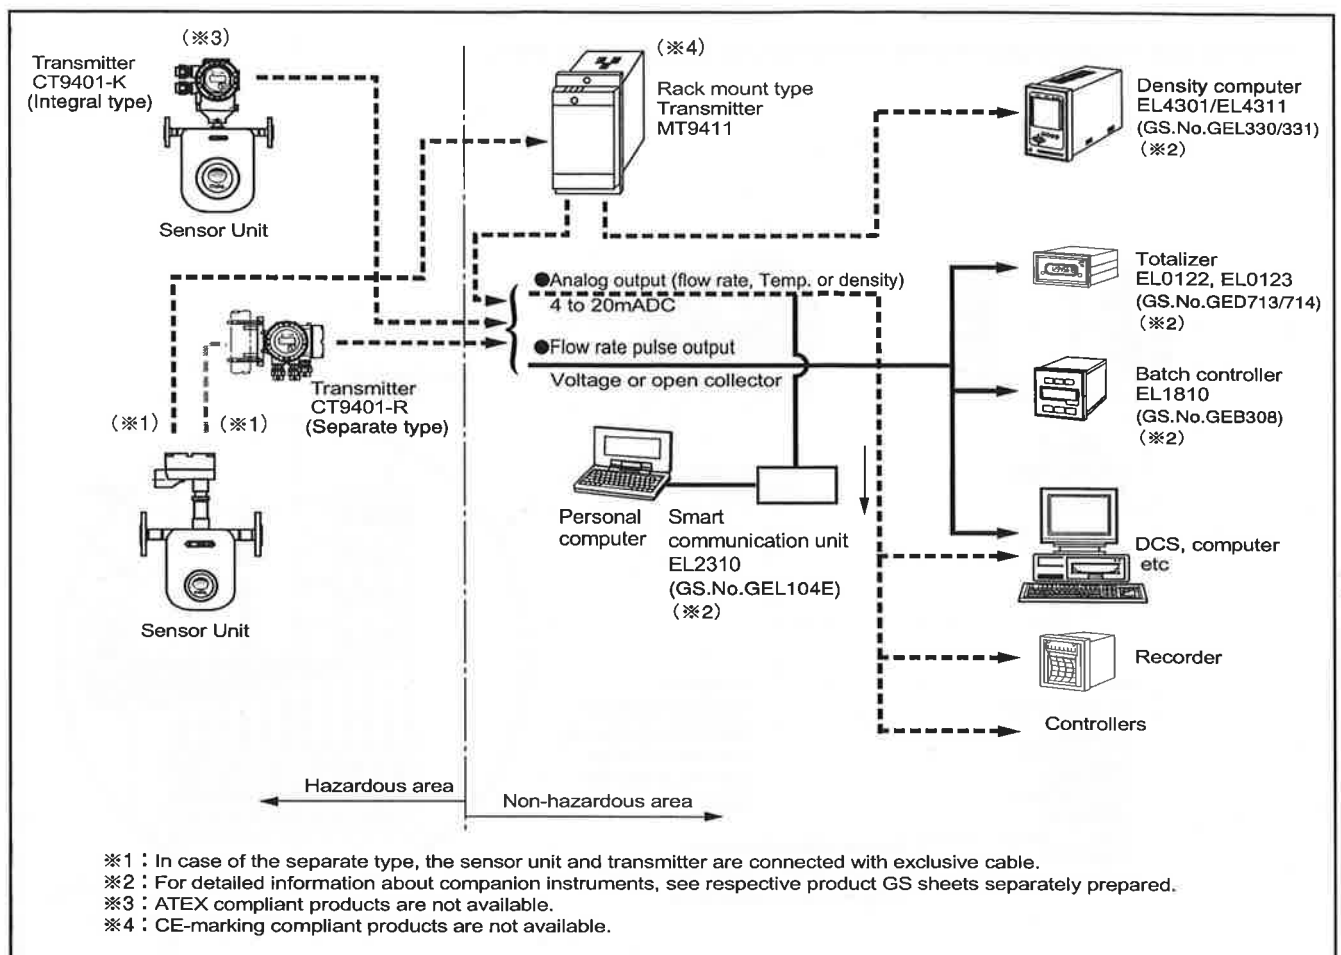 (※3)
Transmitter
CT9401-K
(Integral type)
Sensor Unit
(※4)
Rack mount type
Transmitter
MT9411
Density computer
EL4301/EL4311
(GS.No.GEL330/331)
(※2)
●Analog output (flow rate, Temp. or density)
4 to 20mADC
●Flow rate pulse output
Voltage or open collector
Totalizer
EL0122, EL0123
(GS.No.GED713/714)
(※2)
Transmitter
CT9401-R
(Separate type)
(※1)
(※1)
Batch controller
EL1810
(GS.No.GEB308)
(※2)
Sensor Unit
Personal
computer
Smart
communication unit
EL2310
(GS.No.GEL104E)
(※2)
DCS, computer
etc
Recorder
Controllers
Hazardous area
Non-hazardous area
※1 : In case of the separate type, the sensor unit and transmitter are connected with exclusive cable.
※2 : For detailed information about companion instruments, see respective product GS sheets separately prepared.
※3 : ATEX compliant products are not available.
※4 : CE-marking compliant products are not available.